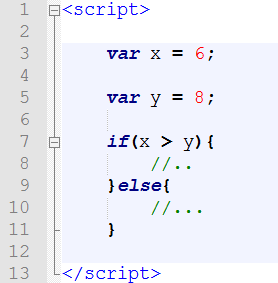 1 <script>
2
3 var x = 6;
4
5 var y = 8;
6
7 if(x > y){
8 //..
9 }else{
10 //...
11 }
12
13 </script>